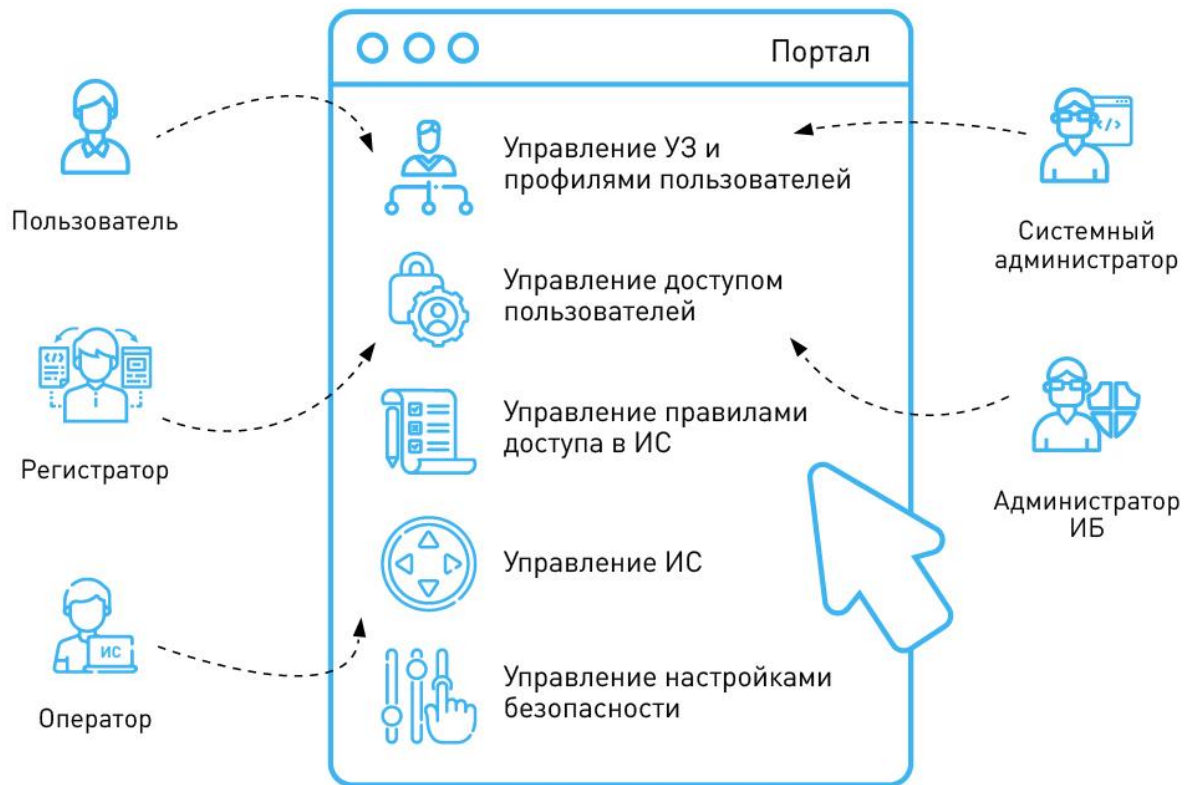 Портал
Пользователь
Управление УЗ и
профилями пользователей
</>
Системный
администратор
Управление доступом
пользователей
</>
Регистратор
Управление правилами
доступа в ИС
Администратор
ИБ
Управление ИС
ИС
Оператор
Управление настройками
безопасности